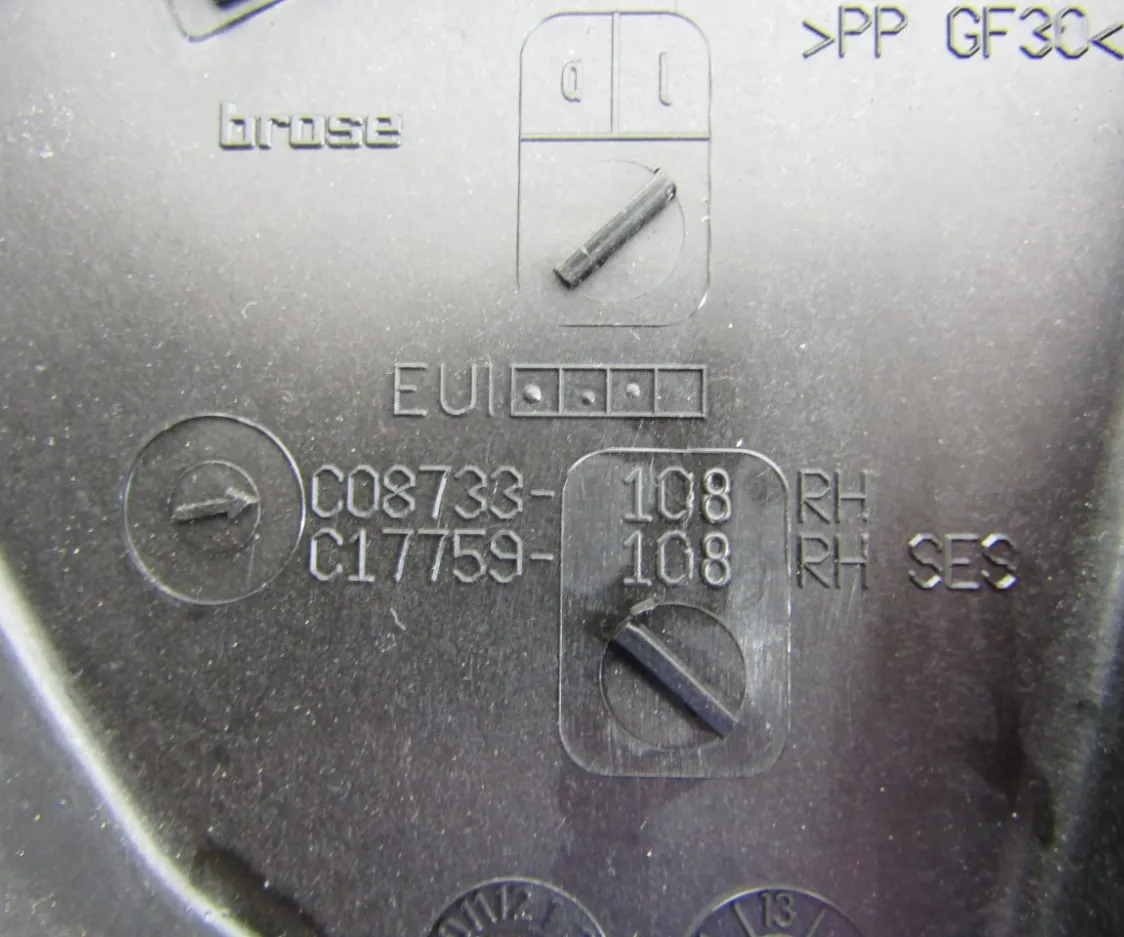 >PP GF30<
brose
EU
C08733- 108 RH
C17759- 108 RH SES
13